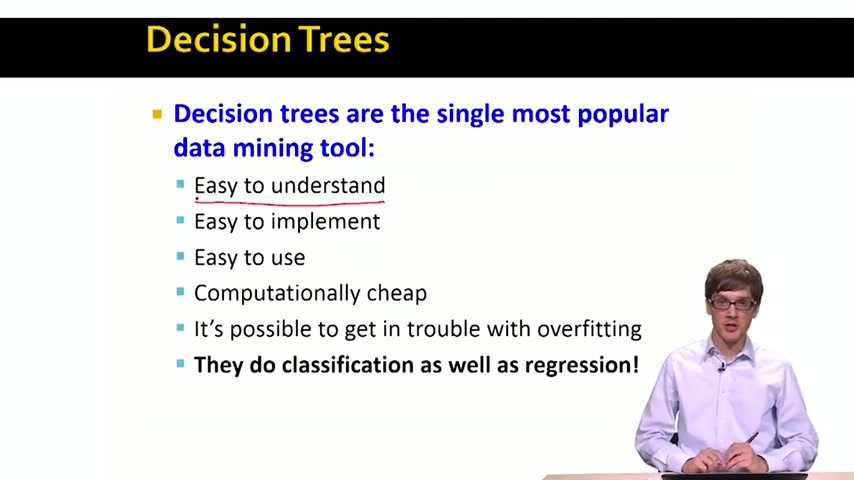 Decision Trees
Decision trees are the single most popular
data mining tool:
Easy to understand
Easy to implement
Easy to use
Computationally cheap
It's possible to get in trouble with overfitting
They do classification as well as regression!